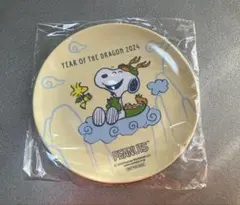 YEAR OF THE DRAGON 2024
PEANUTS